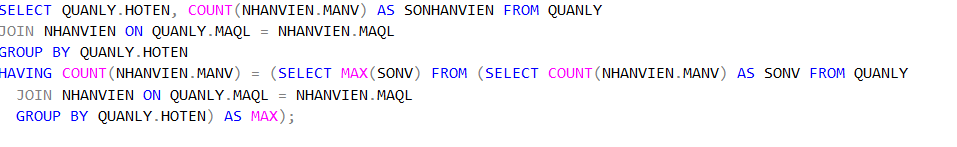 SELECT QUANLY.HOTEN, COUNT(NHANVIEN.MANV) AS SONHANVIEN FROM QUANLY
JOIN NHANVIEN ON QUANLY.MAQL = NHANVIEN.MAQL
GROUP BY QUANLY.HOTEN
HAVING COUNT(NHANVIEN.MANV) = (SELECT MAX(SONV) FROM (SELECT COUNT(NHANVIEN.MANV) AS SONV FROM QUANLY
JOIN NHANVIEN ON QUANLY.MAQL = NHANVIEN.MAQL
GROUP BY QUANLY.HOTEN) AS MAX);